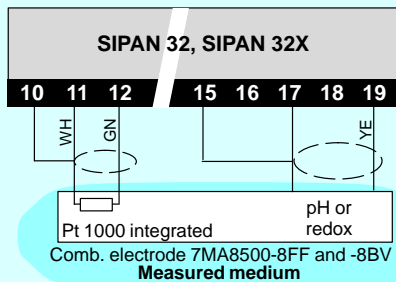 SIPAN 32, SIPAN 32X
10 11 12 15 16 17 18 19
WH GN YE
Pt 1000 integrated
pH or
redox
Comb. electrode 7MA8500-8FF and -8BV
Measured medium